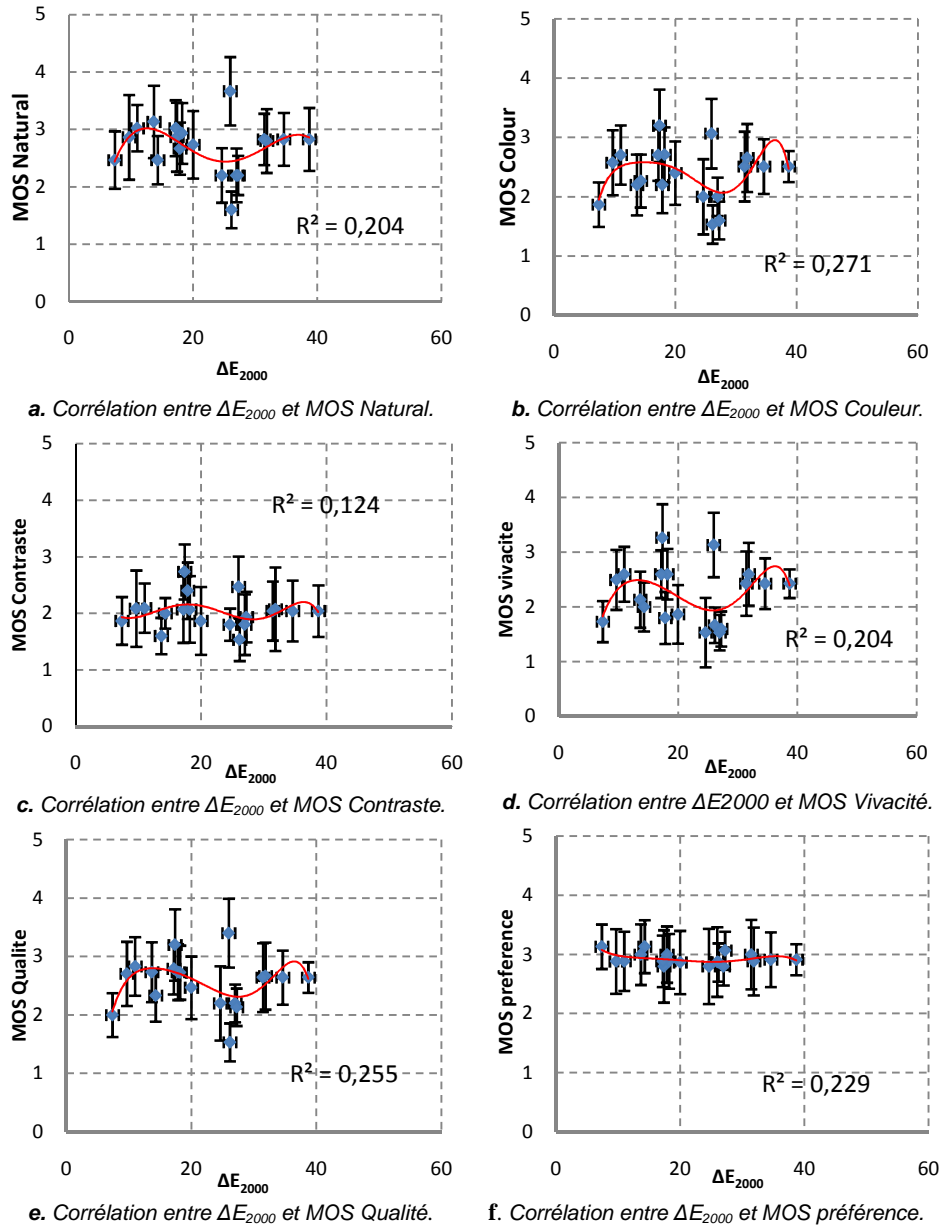 5
4
3
2
1
0
MOS Natural
R² = 0,204
0 20 40 60
ΔE2000
a. Corrélation entre ΔE2000 et MOS Natural.
5
4
3
2
1
0
MOS Colour
R² = 0,271
0 20 40 60
ΔE2000
b. Corrélation entre ΔE2000 et MOS Couleur.
5
4
3
2
1
0
MOS Contraste
R² = 0,124
0 20 40 60
ΔE2000
c. Corrélation entre ΔE2000 et MOS Contraste.
5
4
3
2
1
0
MOS vivacite
R² = 0,204
0 20 40 60
ΔE2000
d. Corrélation entre ΔE2000 et MOS Vivacité.
5
4
3
2
1
0
MOS Qualite
R² = 0,255
0 20 40 60
ΔE2000
e. Corrélation entre ΔE2000 et MOS Qualité.
5
4
3
2
1
0
MOS préference
R² = 0,229
0 20 40 60
ΔE2000
f. Corrélation entre ΔE2000 et MOS préférence.